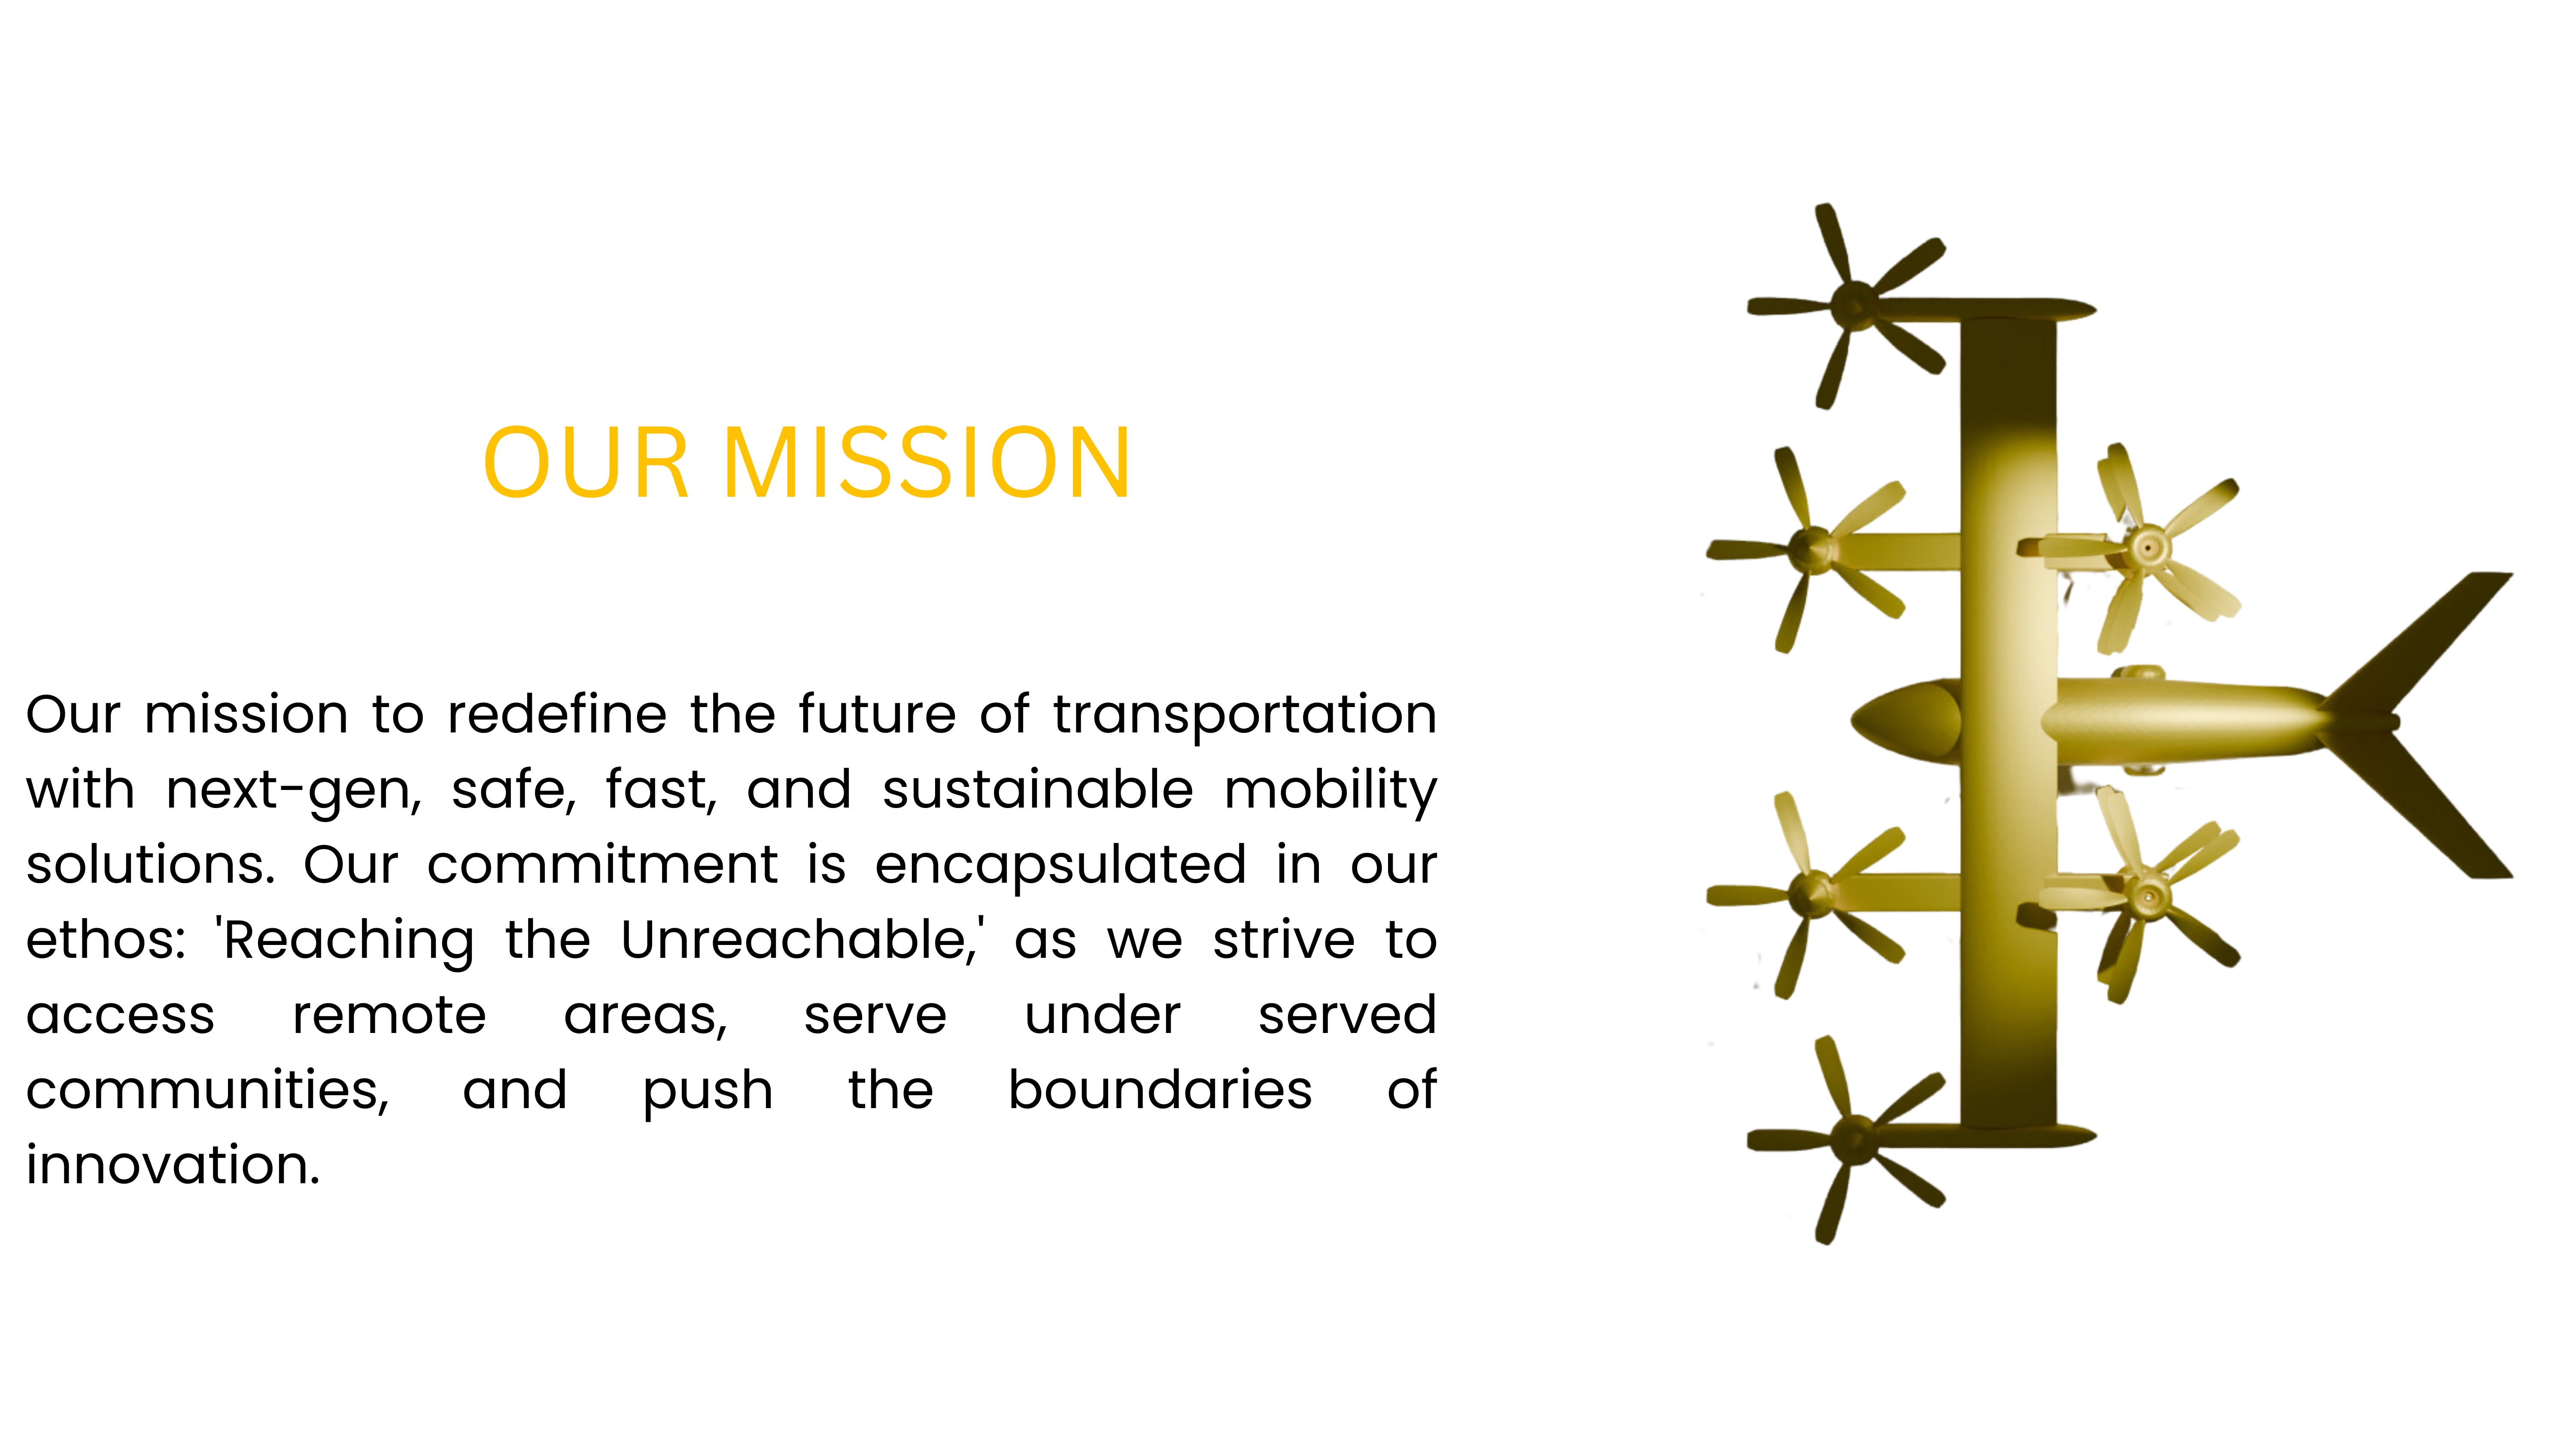 OUR MISSION
Our mission to redefine the future of transportation
with next-gen, safe, fast, and sustainable mobility
solutions. Our commitment is encapsulated in our
ethos: 'Reaching the Unreachable,' as we strive to
access remote areas, serve under served
communities, and push the boundaries of
innovation.